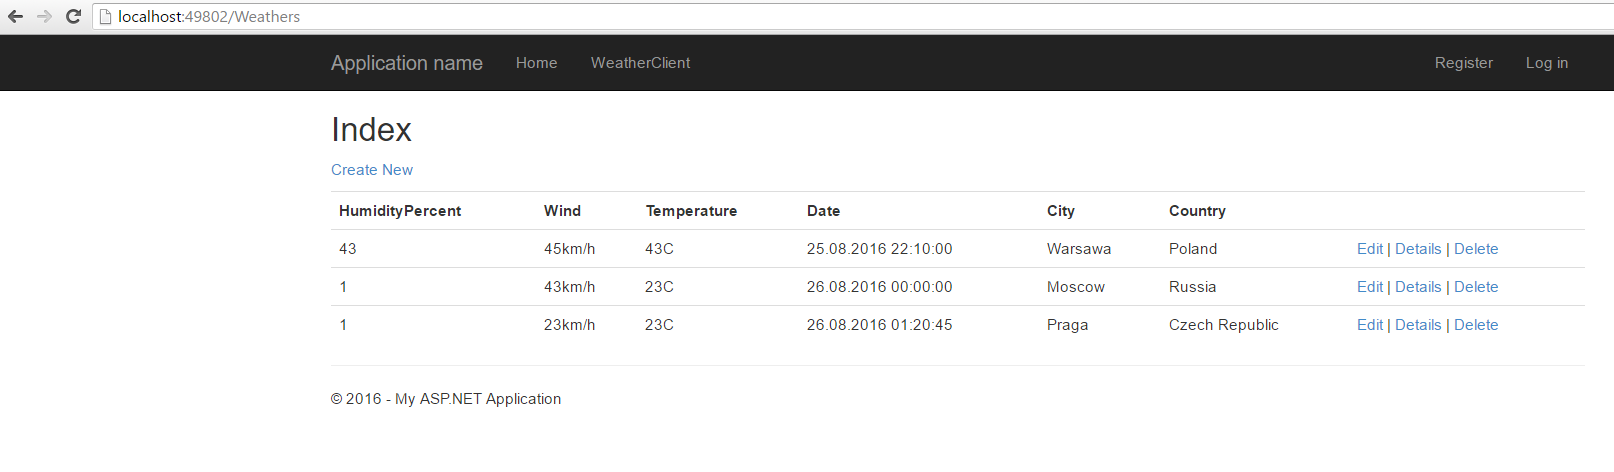 localhost:49802/Weathers
Application name Home WeatherClient Register Log in
Index
Create New
HumidityPercent Wind Temperature Date City Country
43 45km/h 43C 25.08.2016 22:10:00 Warsawa Poland Edit | Details | Delete
1 43km/h 23C 26.08.2016 00:00:00 Moscow Russia Edit | Details | Delete
1 23km/h 23C 26.08.2016 01:20:45 Praga Czech Republic Edit | Details | Delete
© 2016 - My ASP.NET Application